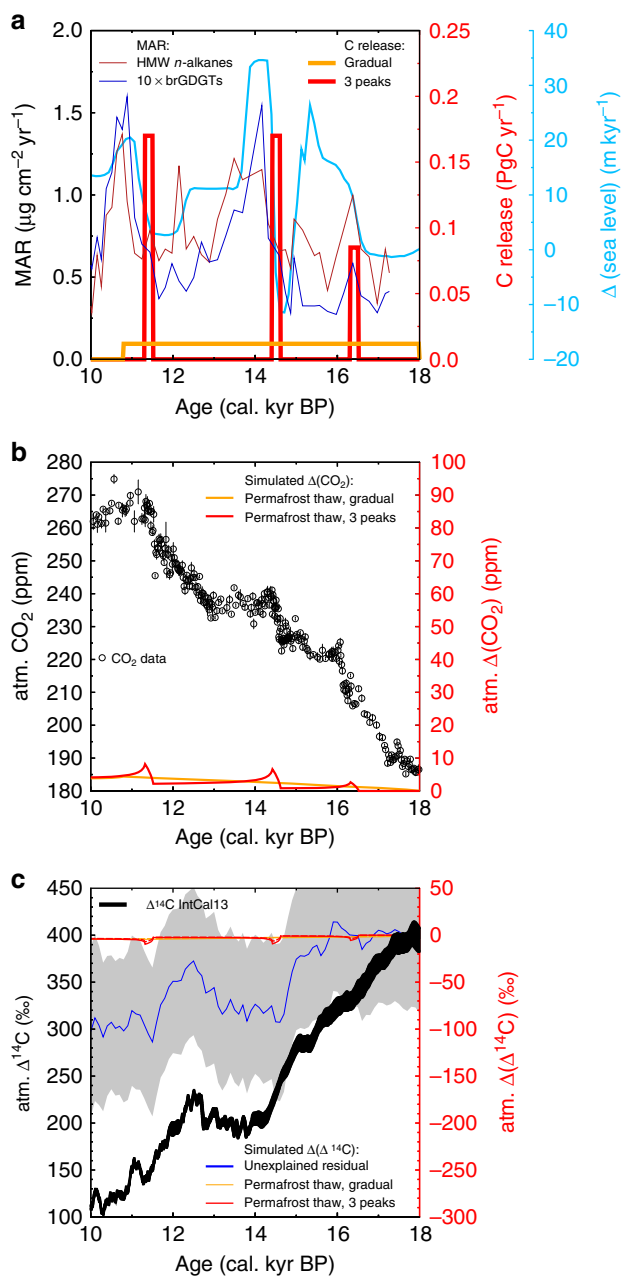 a
MAR:
HMW n-alkanes
10 × brGDGTs
C release:
Gradual
3 peaks
2.0
1.5
1.0
0.5
0.0
MAR (µg cm⁻² yr⁻¹)
0.25
0.20
0.15
0.10
0.05
0.0
C release (PgC yr⁻¹)
40
30
20
10
0
−10
−20
Δ (sea level) (m kyr⁻¹)
10 12 14 16 18
Age (cal. kyr BP)
b
Simulated Δ(CO₂):
Permafrost thaw, gradual
Permafrost thaw, 3 peaks
CO₂ data
280
270
260
250
240
230
220
210
200
190
180
atm. CO₂ (ppm)
100
90
80
70
60
50
40
30
20
10
0
atm. Δ(CO₂) (ppm)
10 12 14 16 18
Age (cal. kyr BP)
c
Δ¹⁴C IntCal13
450
400
350
300
250
200
150
100
atm. Δ¹⁴C (‰)
50
0
−50
−100
−150
−200
−250
−300
atm. Δ(Δ¹⁴C) (‰)
Simulated Δ(Δ ¹⁴C):
Unexplained residual
Permafrost thaw, gradual
Permafrost thaw, 3 peaks
10 12 14 16 18
Age (cal. kyr BP)